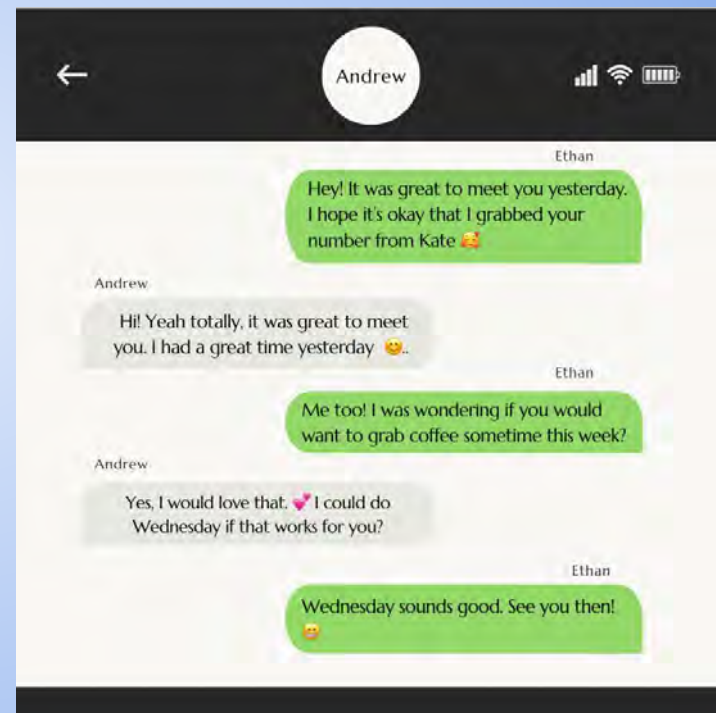 Andrew
Ethan
Hey! It was great to meet you yesterday.
I hope it's okay that I grabbed your
number from Kate 🥰
Andrew
Hi! Yeah totally, it was great to meet
you. I had a great time yesterday 😊..
Ethan
Me too! I was wondering if you would
want to grab coffee sometime this week?
Andrew
Yes, I would love that. 💕 I could do
Wednesday if that works for you?
Ethan
Wednesday sounds good. See you then!
😁